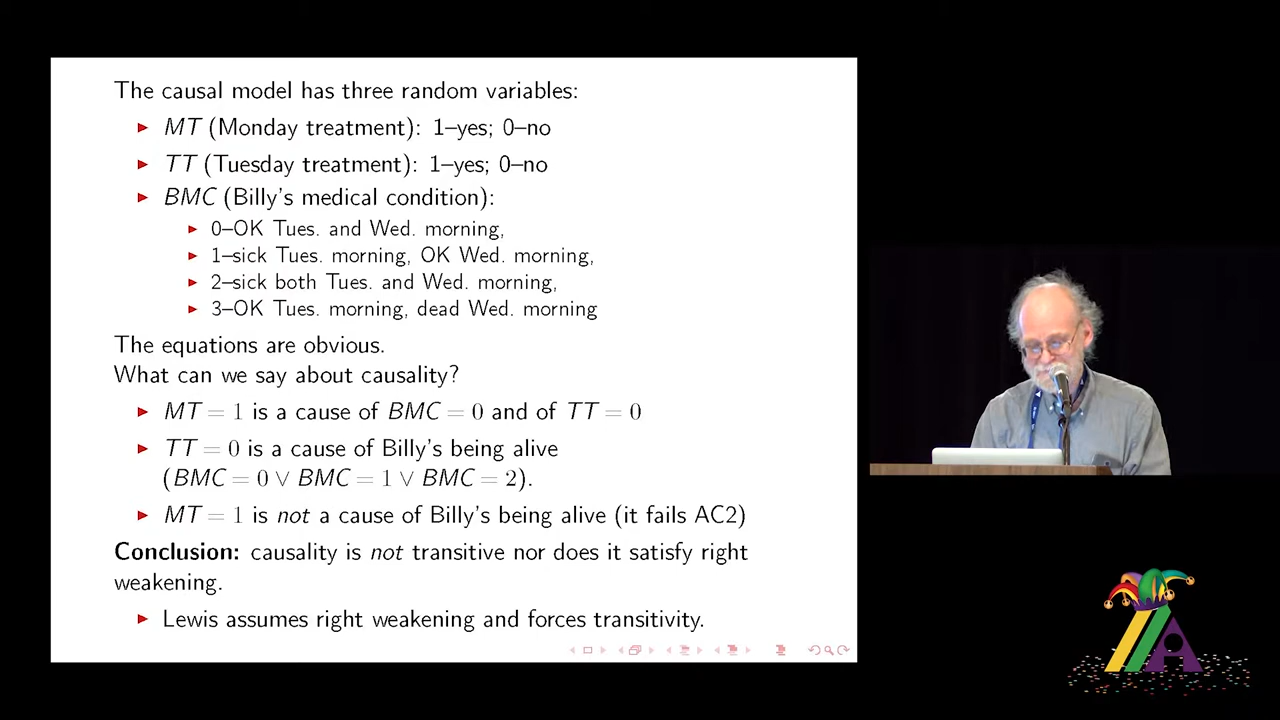 The causal model has three random variables:
MT (Monday treatment): 1–yes; 0–no
TT (Tuesday treatment): 1–yes; 0–no
BMC (Billy's medical condition):
0–OK Tues. and Wed. morning,
1–sick Tues. morning, OK Wed. morning,
2–sick both Tues. and Wed. morning,
3–OK Tues. morning, dead Wed. morning
The equations are obvious.
What can we say about causality?
MT = 1 is a cause of BMC = 0 and of TT = 0
TT = 0 is a cause of Billy's being alive
(BMC = 0 ∨ BMC = 1 ∨ BMC = 2).
MT = 1 is not a cause of Billy's being alive (it fails AC2)
Conclusion: causality is not transitive nor does it satisfy right
weakening.
Lewis assumes right weakening and forces transitivity.